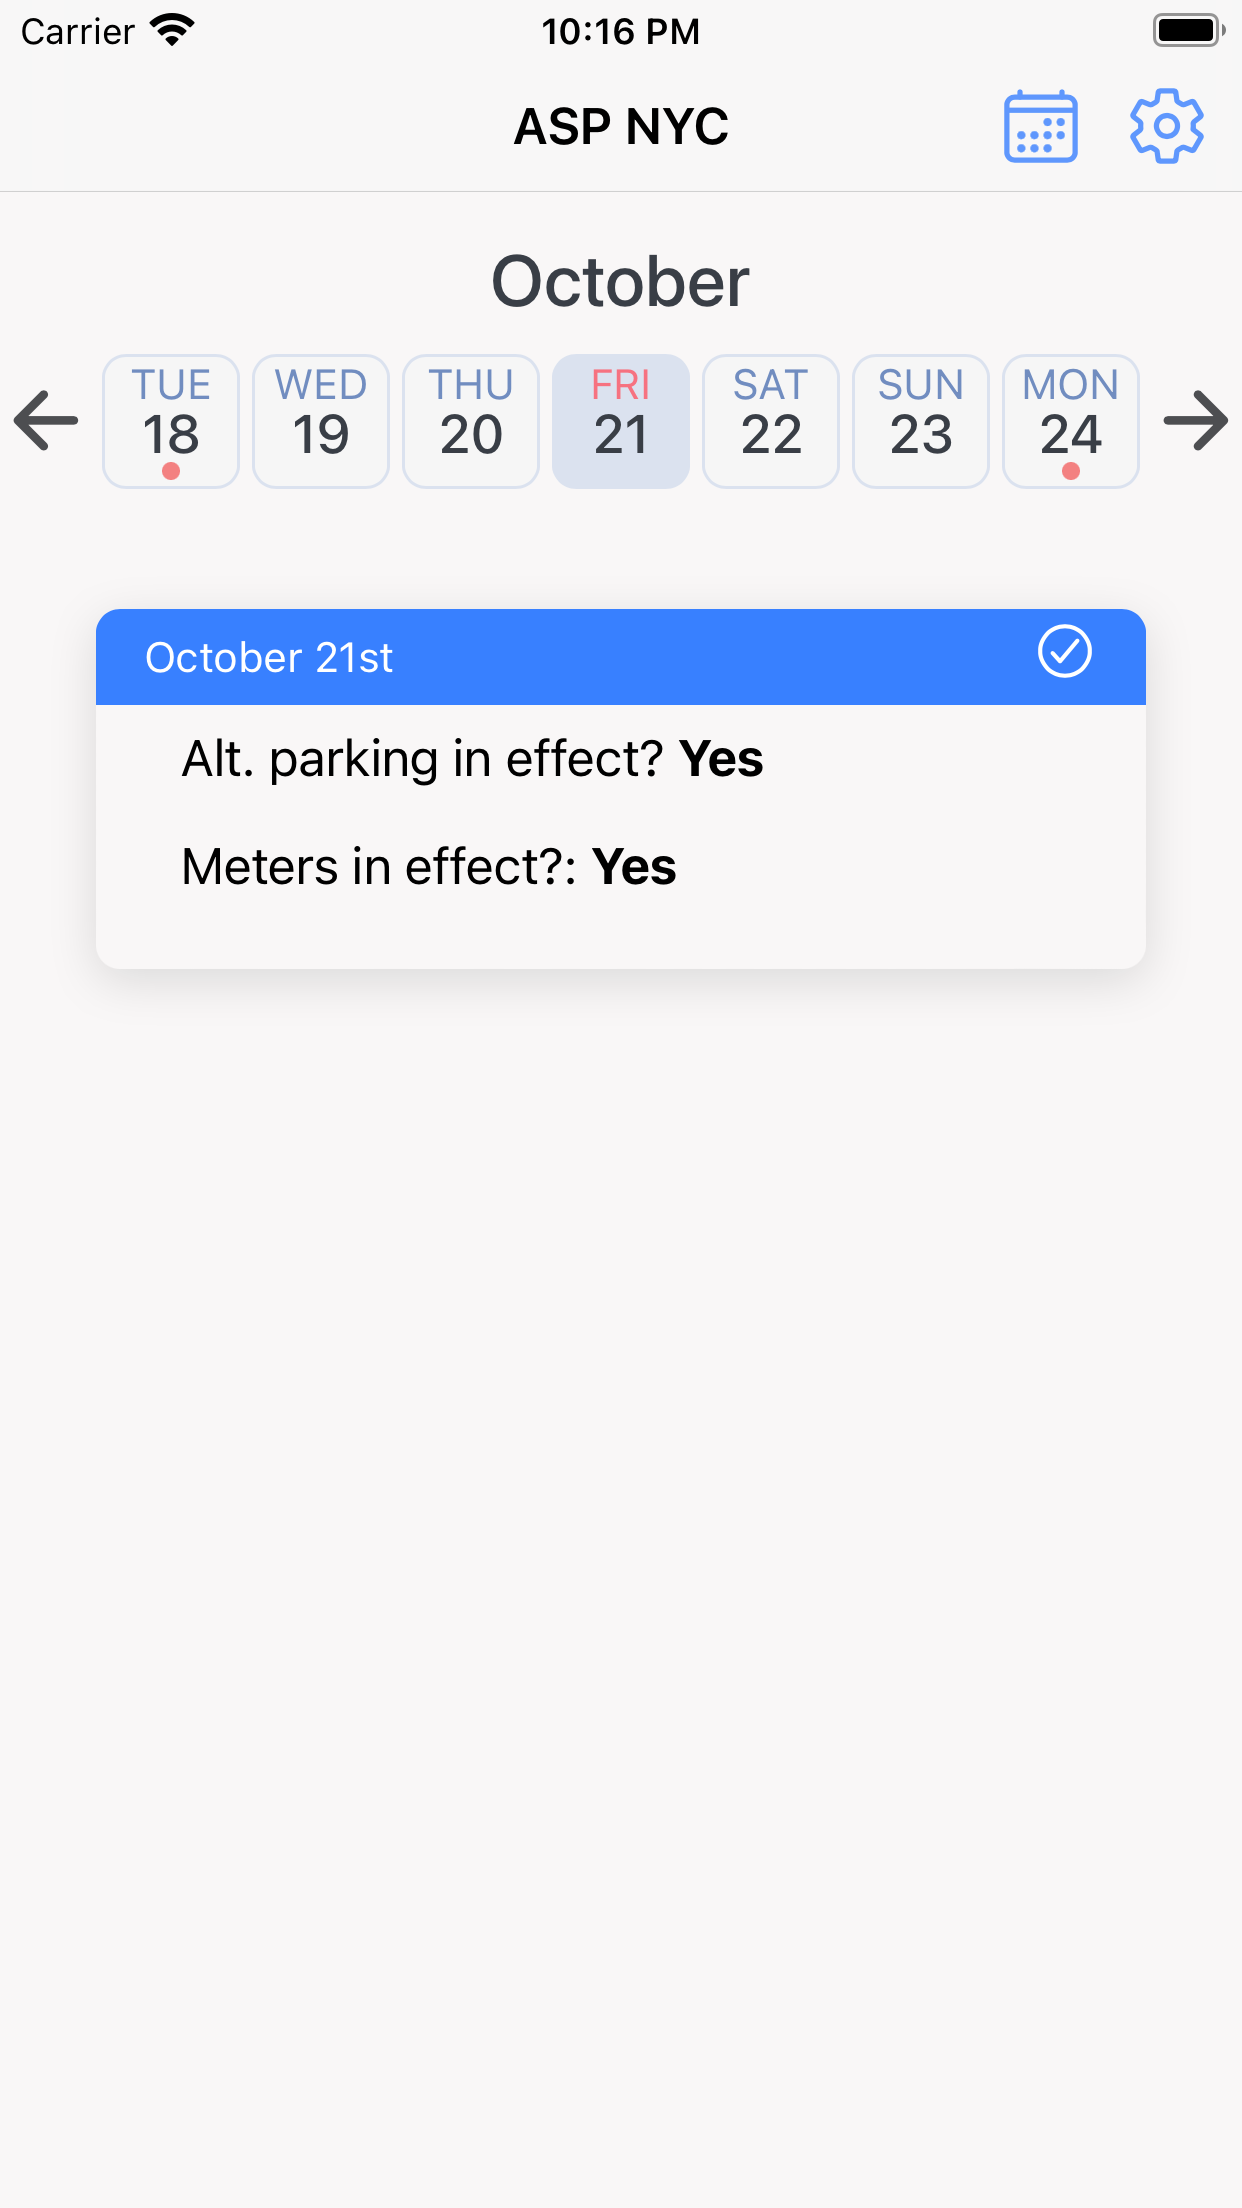 Carrier 10:16 PM
ASP NYC
October
TUE WED THU FRI SAT SUN MON
18 19 20 21 22 23 24
October 21st
Alt. parking in effect? Yes
Meters in effect?: Yes